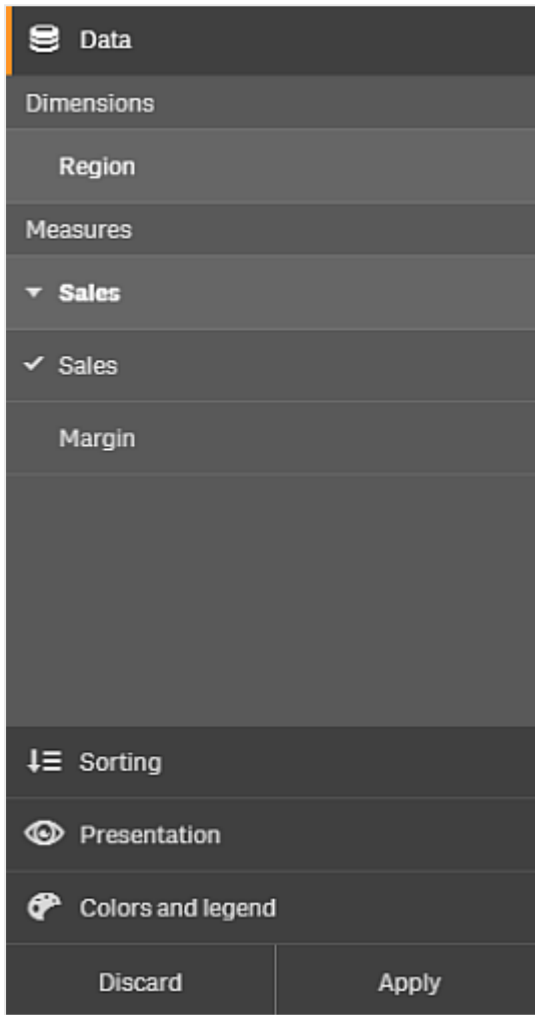 Data
Dimensions
Region
Measures
Sales
Sales
Margin
Sorting
Presentation
Colors and legend
Discard Apply